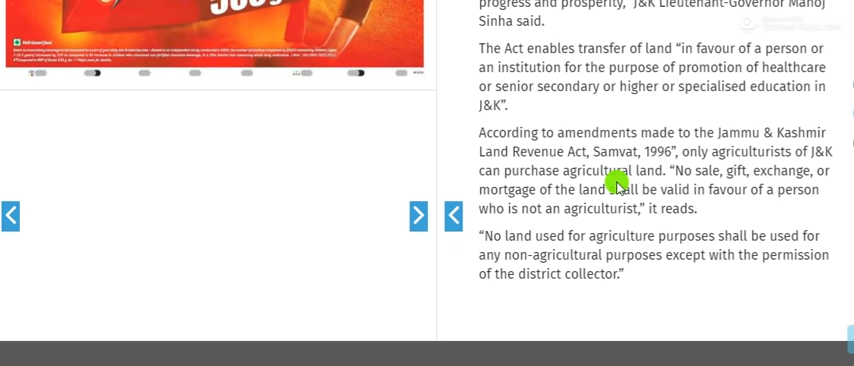 progress and prosperity," J&K Lieutenant-Governor Manoj
Sinha said.
The Act enables transfer of land “in favour of a person or
an institution for the purpose of promotion of healthcare
or senior secondary or higher or specialised education in
J&K”.
According to amendments made to the Jammu & Kashmir
Land Revenue Act, Samvat, 1996”, only agriculturists of J&K
can purchase agricultural land. “No sale, gift, exchange, or
mortgage of the land shall be valid in favour of a person
who is not an agriculturist,” it reads.
“No land used for agriculture purposes shall be used for
any non-agricultural purposes except with the permission
of the district collector.”